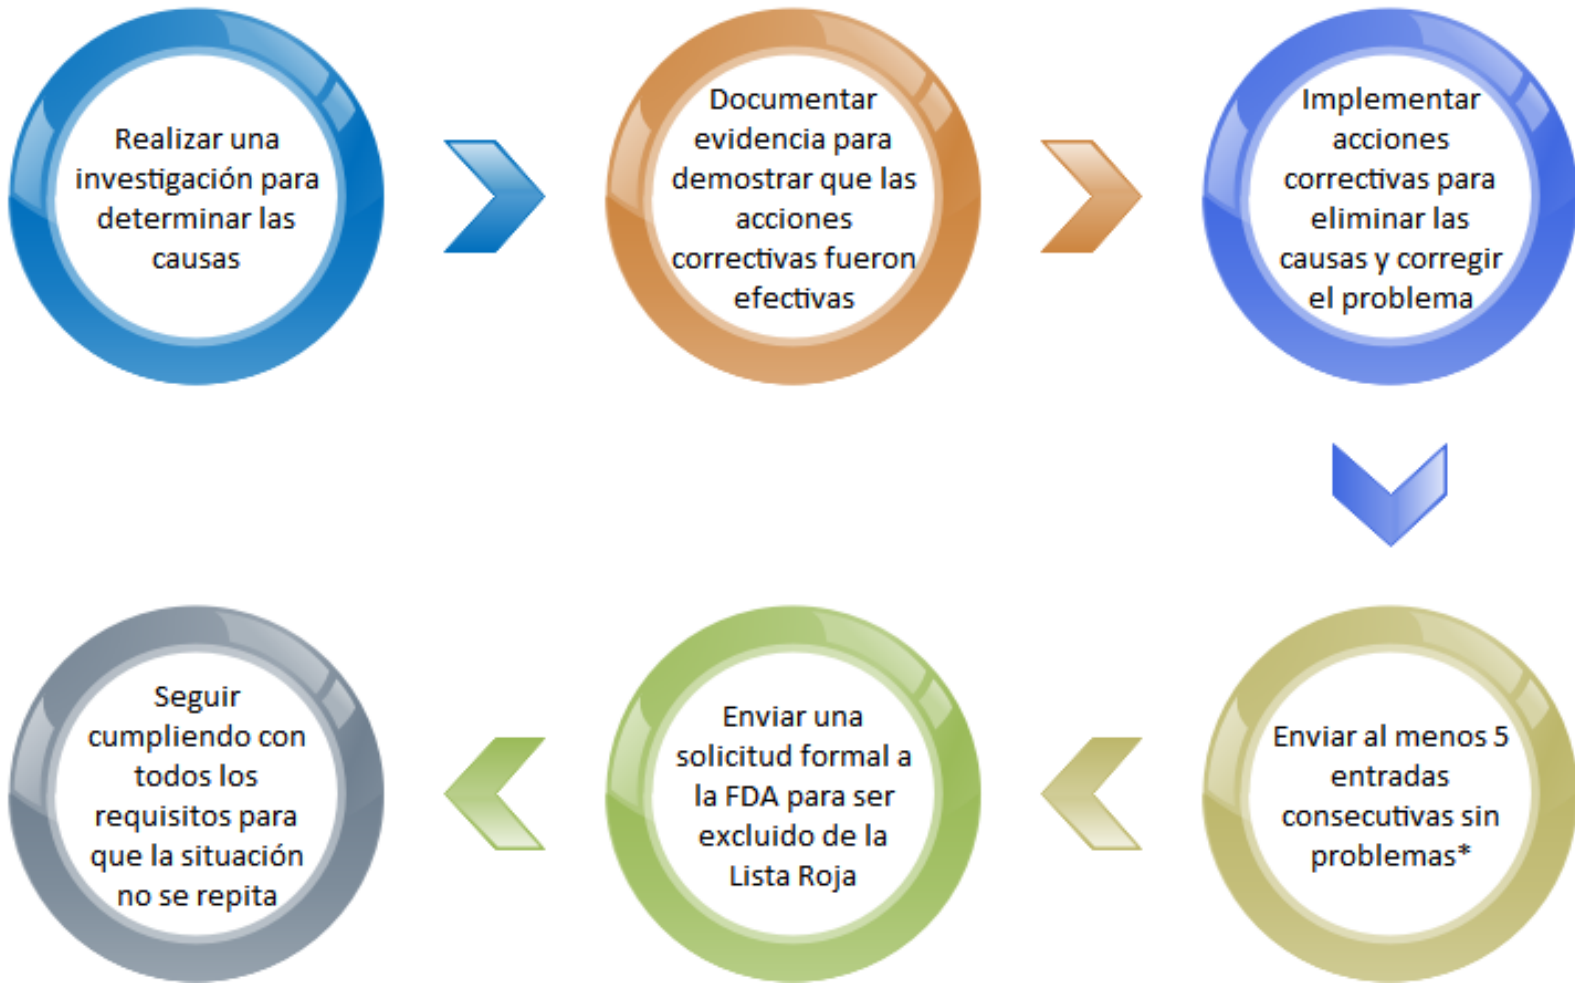 Realizar una
investigación para
determinar las
causas
Documentar
evidencia para
demostrar que las
acciones
correctivas fueron
efectivas
Implementar
acciones
correctivas para
eliminar las
causas y corregir
el problema
Enviar al menos 5
entradas
consecutivas sin
problemas*
Enviar una
solicitud formal a
la FDA para ser
excluido de la
Lista Roja
Seguir
cumpliendo con
todos los
requisitos para
que la situación
no se repita